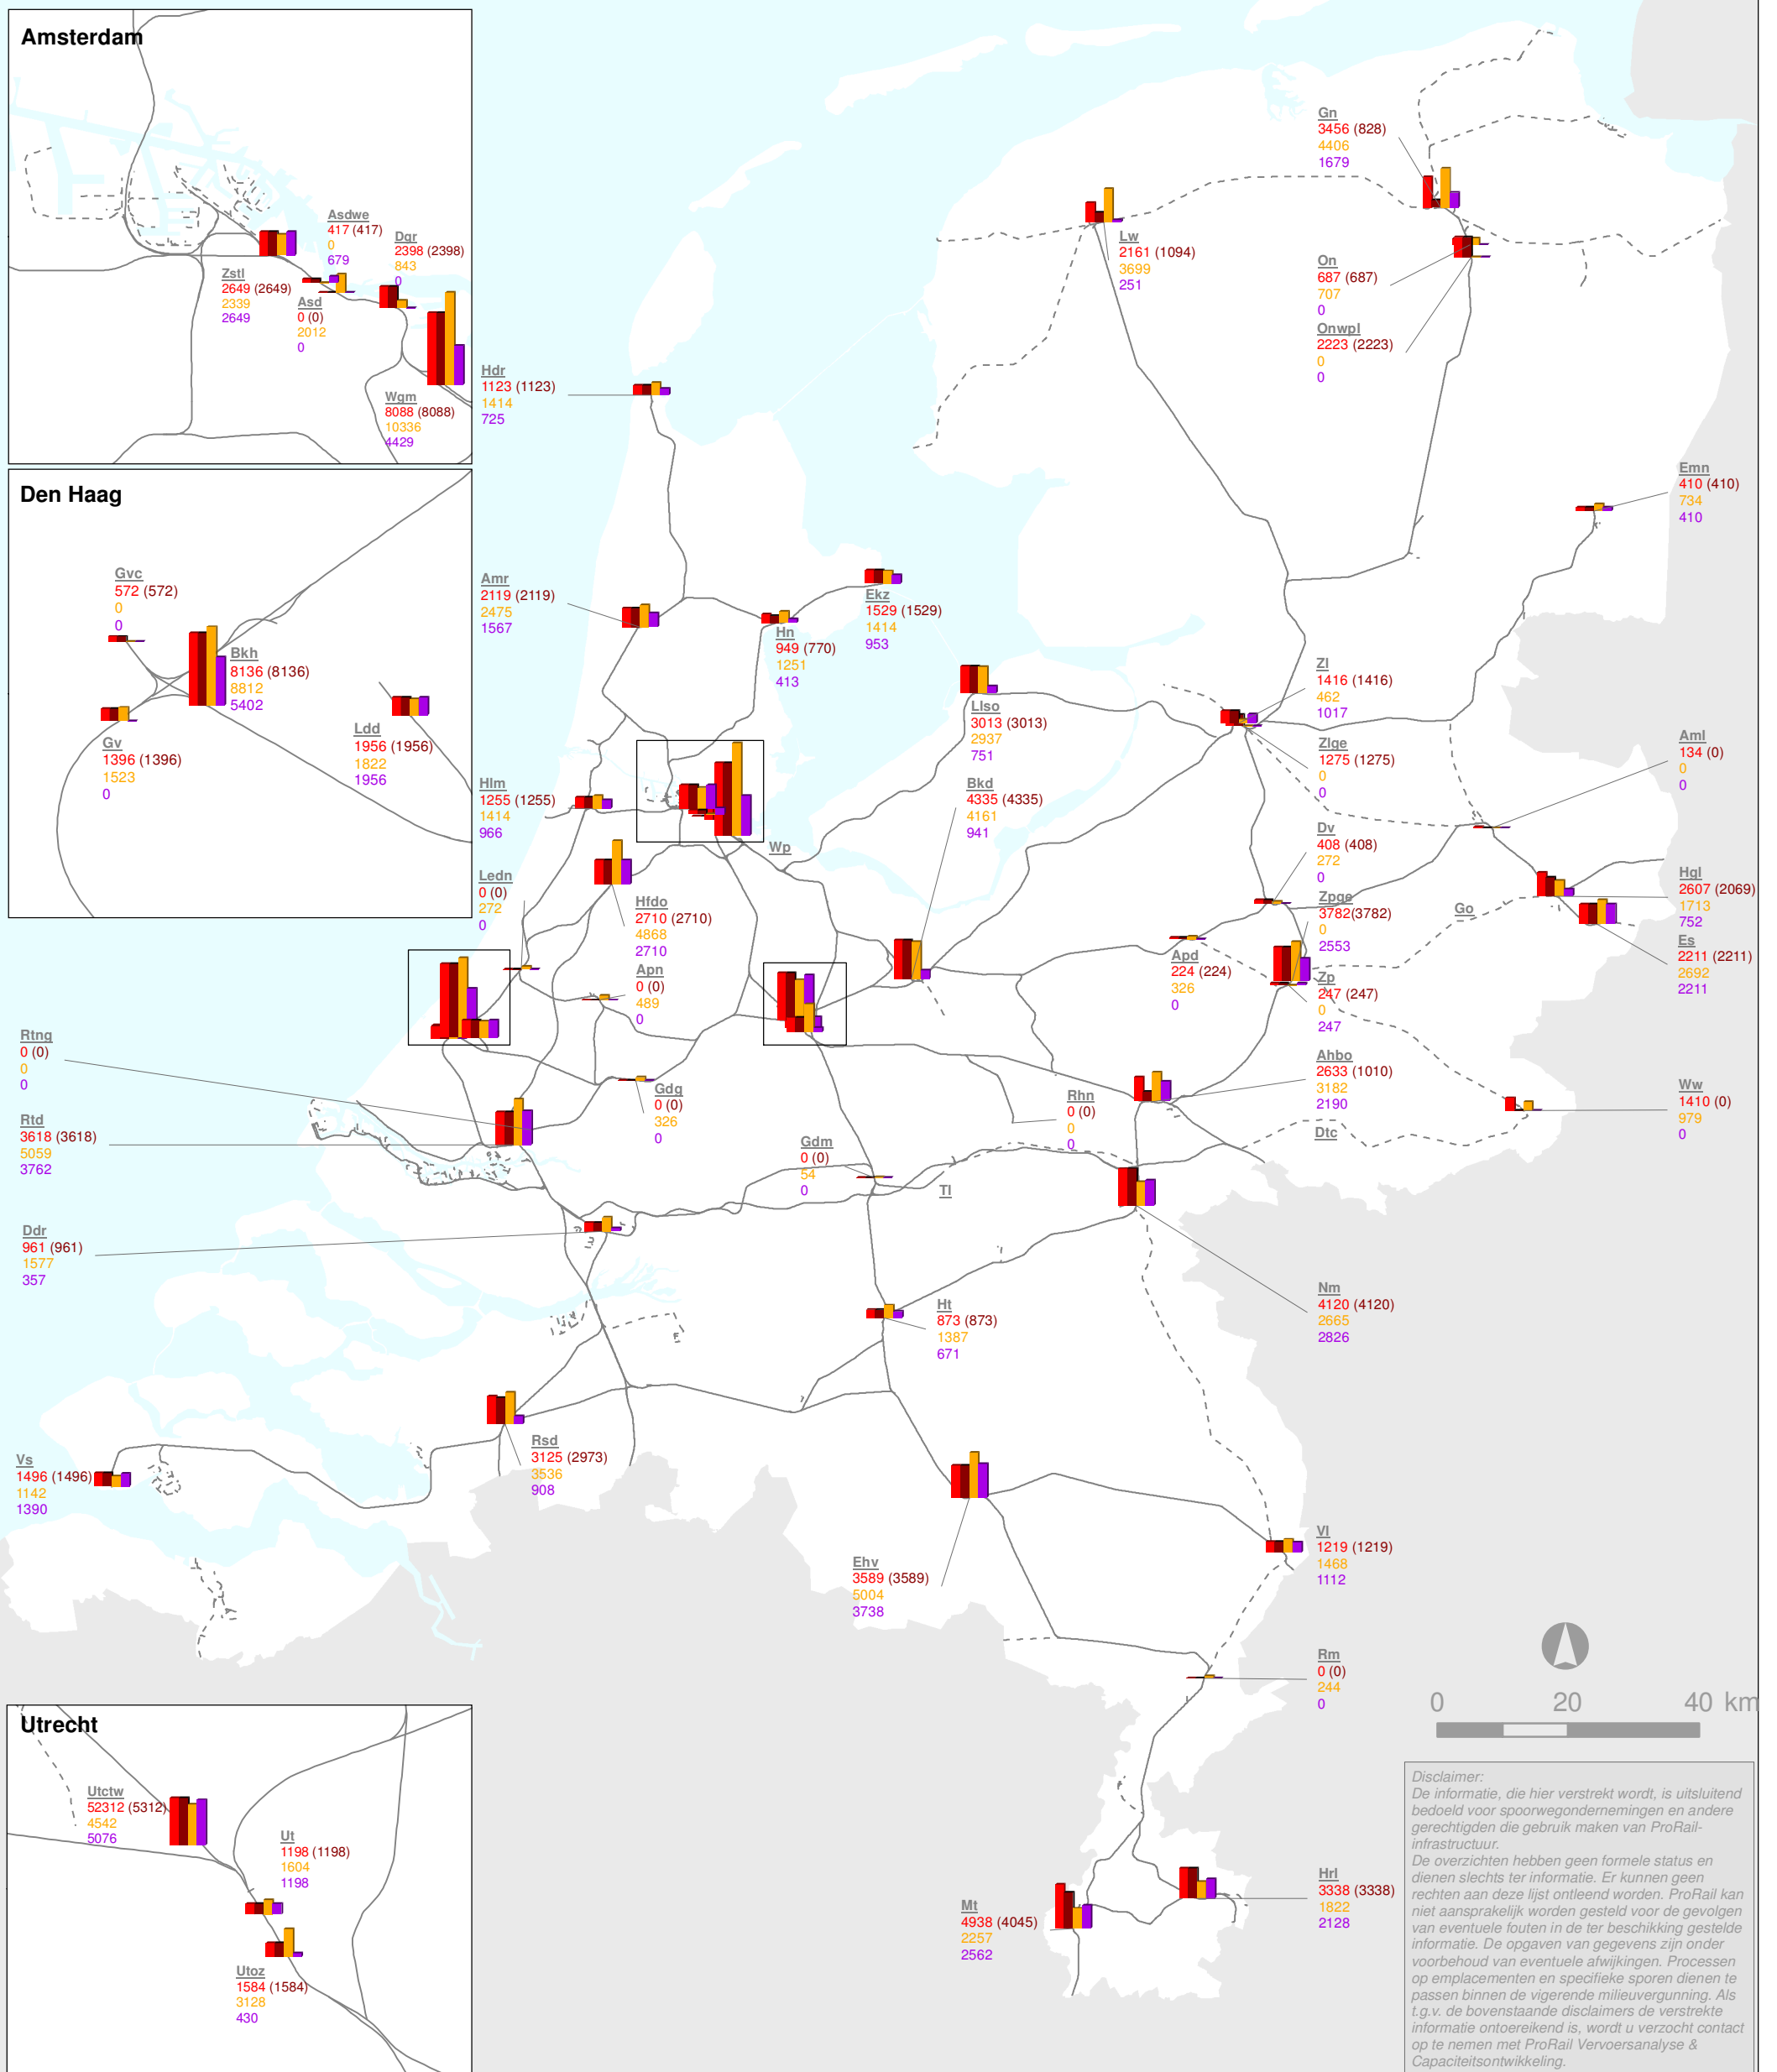 Amsterdam
Asdwe
417 (417)
0
679
Dgr
2398 (2398)
843
0
Zstl
2649 (2649)
2339
2649
Asd
0 (0)
2012
0
Wgm
8088 (8088)
10336
4429
Den Haag
Gvc
572 (572)
0
0
Bkh
8136 (8136)
8812
5402
Gv
1396 (1396)
1523
0
Ldd
1956 (1956)
1822
1956
Gn
3456 (828)
4406
1679
Lw
2161 (1094)
3699
251
On
687 (687)
707
0
Onwpl
2223 (2223)
0
0
Hdr
1123 (1123)
1414
725
Emn
410 (410)
734
410
Amr
2119 (2119)
2475
1567
Ekz
1529 (1529)
1414
953
Hn
949 (770)
1251
413
Llso
3013 (3013)
2937
751
Zl
1416 (1416)
462
1017
Zlge
1275 (1275)
0
0
Aml
134 (0)
0
0
Hlm
1255 (1255)
1414
966
Bkd
4335 (4335)
4161
941
Wp
Dv
408 (408)
272
0
Ledn
0 (0)
272
0
Hfdo
2710 (2710)
4868
2710
Zpge
3782(3782)
0
2553
Go
Hgl
2607 (2069)
1713
752
Es
2211 (2211)
2692
2211
Apn
0 (0)
489
0
Apd
224 (224)
326
0
Zp
247 (247)
0
247
Rtng
0 (0)
0
0
Ahbo
2633 (1010)
3182
2190
Gdg
0 (0)
326
0
Rhn
0 (0)
0
0
Ww
1410 (0)
979
0
Rtd
3618 (3618)
5059
3762
Dtc
Gdm
0 (0)
54
0
Tl
Ddr
961 (961)
1577
357
Nm
4120 (4120)
2665
2826
Ht
873 (873)
1387
671
Rsd
3125 (2973)
3536
908
Vs
1496 (1496)
1142
1390
Vl
1219 (1219)
1468
1112
Ehv
3589 (3589)
5004
3738
Rm
0 (0)
244
0
0 20 40 km
Utrecht
Utctw
52312 (5312)
4542
5076
Ut
1198 (1198)
1604
1198
Utoz
1584 (1584)
3128
430
Hrl
3338 (3338)
1822
2128
Mt
4938 (4045)
2257
2562
Disclaimer:
De informatie, die hier verstrekt wordt, is uitsluitend
bedoeld voor spoorwegondernemingen en andere
gerechtigden die gebruik maken van ProRail-
infrastructuur.
De overzichten hebben geen formele status en
dienen slechts ter informatie. Er kunnen geen
rechten aan deze lijst ontleend worden. ProRail kan
niet aansprakelijk worden gesteld voor de gevolgen
van eventuele fouten in de ter beschikking gestelde
informatie. De opgaven van gegevens zijn onder
voorbehoud van eventuele afwijkingen. Processen
op emplacementen en specifieke sporen dienen te
passen binnen de vigerende milieuvergunning. Als
t.g.v. de bovenstaande disclaimers de verstrekte
informatie ontoereikend is, wordt u verzocht contact
op te nemen met ProRail Vervoersanalyse &
Capaciteitsontwikkeling.